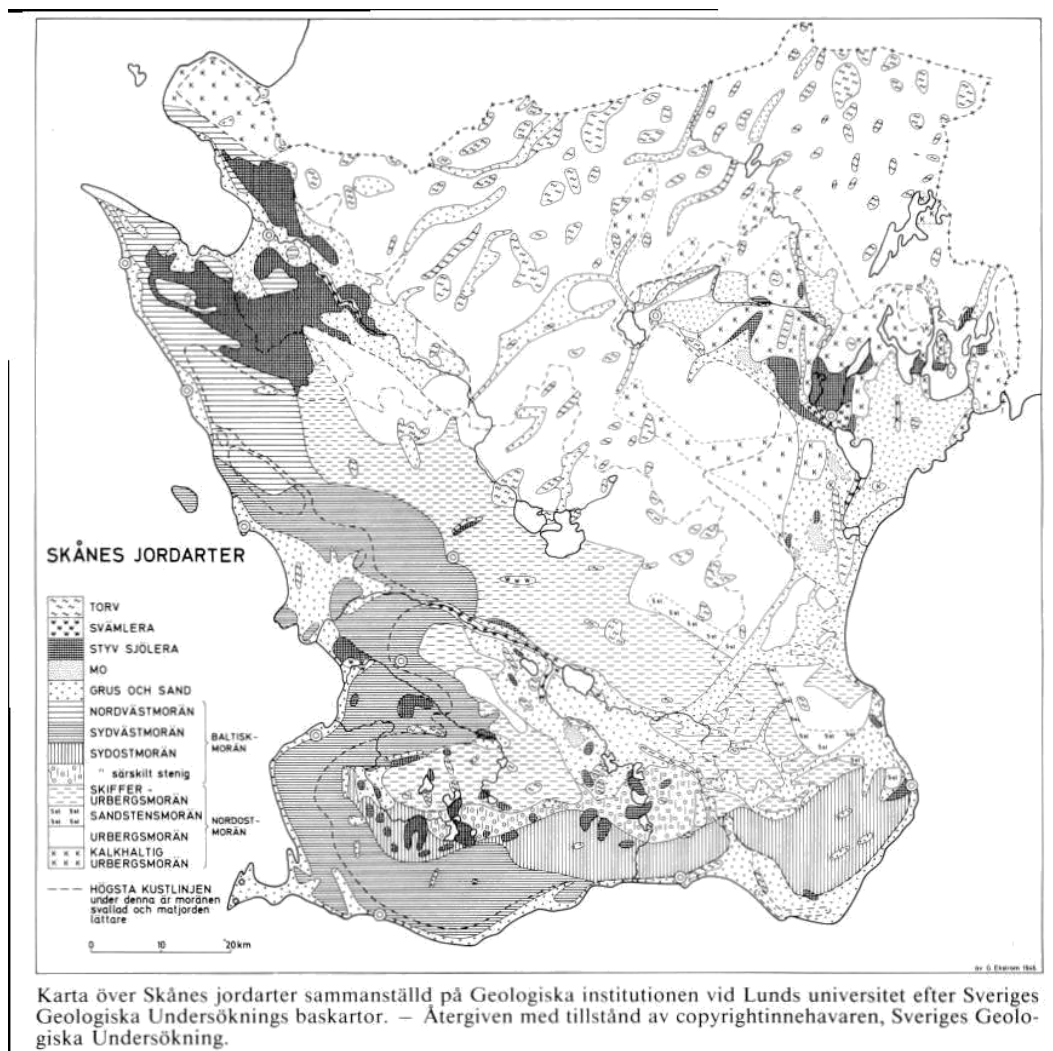 SKÅNES JORDARTER
TORV
SVÄMLERA
STYV SJÖLERA
MO
GRUS OCH SAND
NORDVÄSTMORÄN
SYDVÄSTMORÄN
SYDOSTMORÄN
" särskilt stenig
BALTISK-
MORÄN
SKIFFER-
URBERGSMORÄN
SANDSTENSMORÄN
URBERGSMORÄN
KALKHALTIG
URBERGSMORÄN
NORDOST-
MORÄN
HÖGSTA KUSTLINJEN
under denna är moränen
svallad och matjorden
lättare
0 10 20 km
av G. Ekström
Karta över Skånes jordarter sammanställd på Geologiska institutionen vid Lunds universitet efter Sveriges
Geologiska Undersöknings baskartor. — Återgiven med tillstånd av copyrightinnehavaren, Sveriges Geolo-
giska Undersökning.